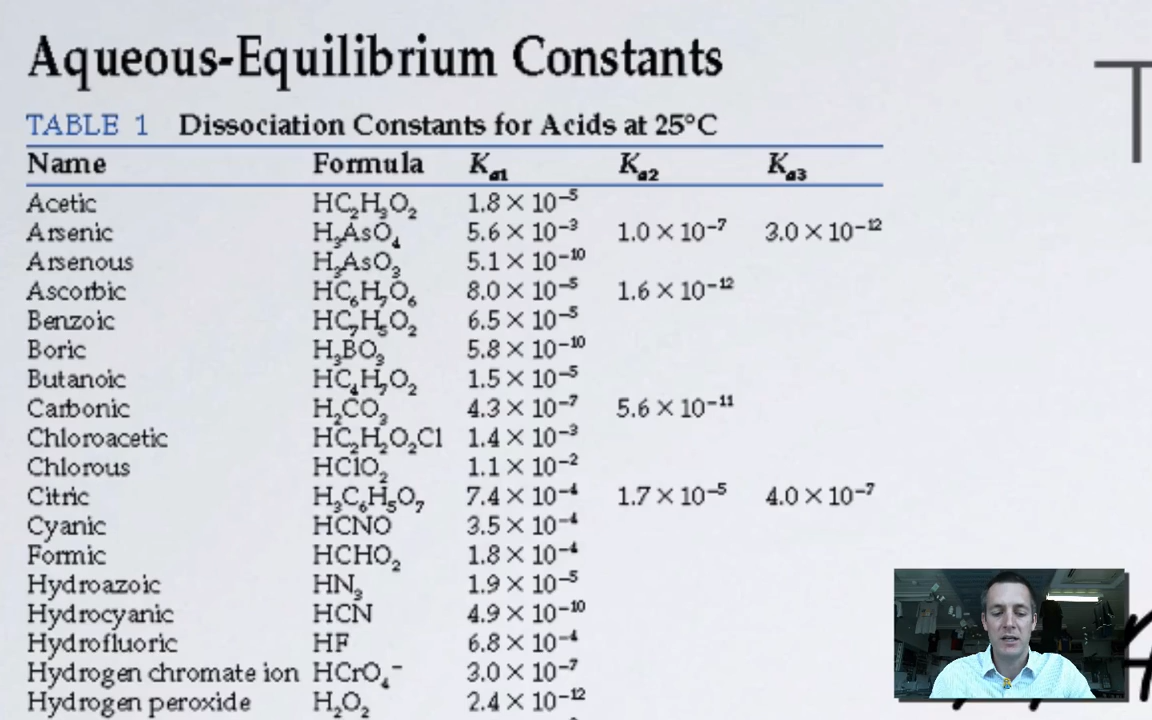 Aqueous-Equilibrium Constants
TABLE 1 Dissociation Constants for Acids at 25°C
Name Formula Ka1 Ka2 Ka3
Acetic HC₂H₃O₂ 1.8 × 10⁻⁵
Arsenic H₃AsO₄ 5.6 × 10⁻³ 1.0 × 10⁻⁷ 3.0 × 10⁻¹²
Arsenous H₃AsO₃ 5.1 × 10⁻¹⁰
Ascorbic HC₆H₇O₆ 8.0 × 10⁻⁵ 1.6 × 10⁻¹²
Benzoic HC₇H₅O₂ 6.5 × 10⁻⁵
Boric H₃BO₃ 5.8 × 10⁻¹⁰
Butanoic HC₄H₇O₂ 1.5 × 10⁻⁵
Carbonic H₂CO₃ 4.3 × 10⁻⁷ 5.6 × 10⁻¹¹
Chloroacetic HC₂H₂O₂Cl 1.4 × 10⁻³
Chlorous HClO₂ 1.1 × 10⁻²
Citric H₃C₆H₅O₇ 7.4 × 10⁻⁴ 1.7 × 10⁻⁵ 4.0 × 10⁻⁷
Cyanic HCNO 3.5 × 10⁻⁴
Formic HCHO₂ 1.8 × 10⁻⁴
Hydroazoic HN₃ 1.9 × 10⁻⁵
Hydrocyanic HCN 4.9 × 10⁻¹⁰
Hydrofluoric HF 6.8 × 10⁻⁴
Hydrogen chromate ion HCrO₄⁻ 3.0 × 10⁻⁷
Hydrogen peroxide H₂O₂ 2.4 × 10⁻¹²